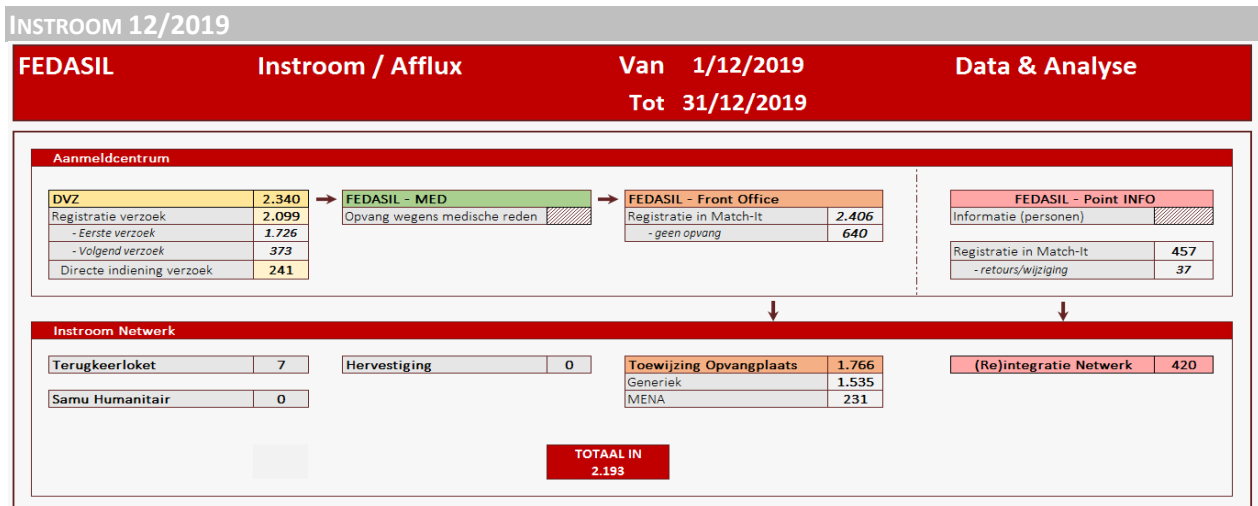 INSTROOM 12/2019
FEDASIL Instroom / Afflux Van 1/12/2019 Data & Analyse
Tot 31/12/2019
Aanmeldcentrum
DVZ 2.340
Registratie verzoek 2.099
- Eerste verzoek 1.726
- Volgend verzoek 373
Directe indiening verzoek 241
FEDASIL - MED
Opvang wegens medische reden
FEDASIL - Front Office
Registratie in Match-It 2.406
- geen opvang 640
FEDASIL - Point INFO
Informatie (personen)
Registratie in Match-It 457
- retours/wijziging 37
Instroom Netwerk
Terugkeerloket 7
Samu Humanitair 0
Hervestiging 0
Toewijzing Opvangplaats 1.766
Generiek 1.535
MENA 231
(Re)integratie Netwerk 420
TOTAAL IN
2.193